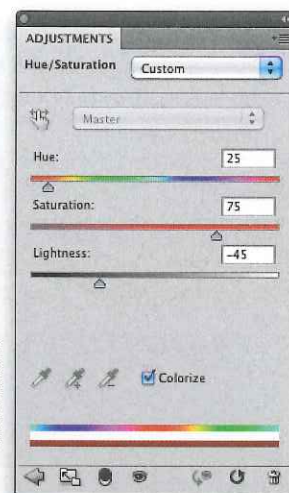 ADJUSTMENTS
Hue/Saturation Custom
Master
Hue: 25
Saturation: 75
Lightness: -45
Colorize